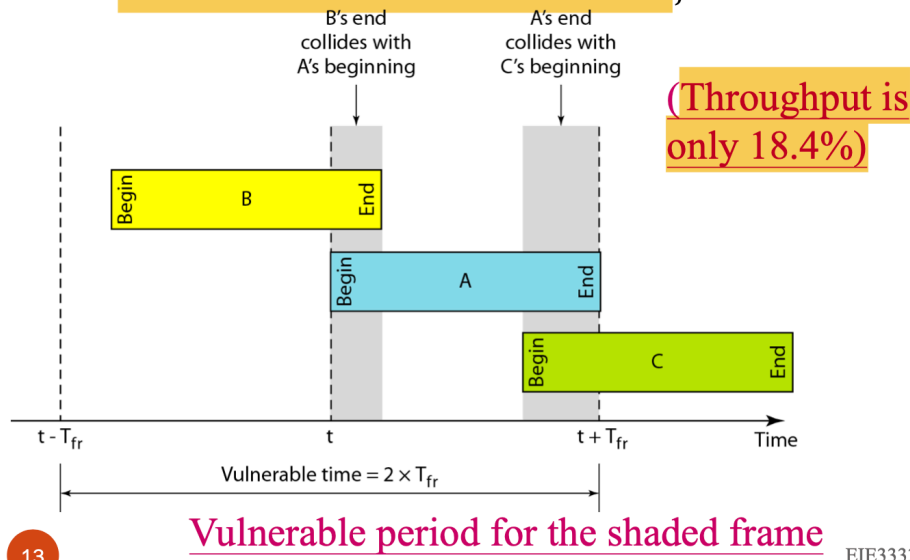 B's end
collides with
A's beginning
A's end
collides with
C's beginning
(Throughput is
only 18.4%)
Begin
B
End
Begin
A
End
Begin
C
End
t - Tfr
t
t + Tfr
Time
Vulnerable time = 2 × Tfr
Vulnerable period for the shaded frame
13